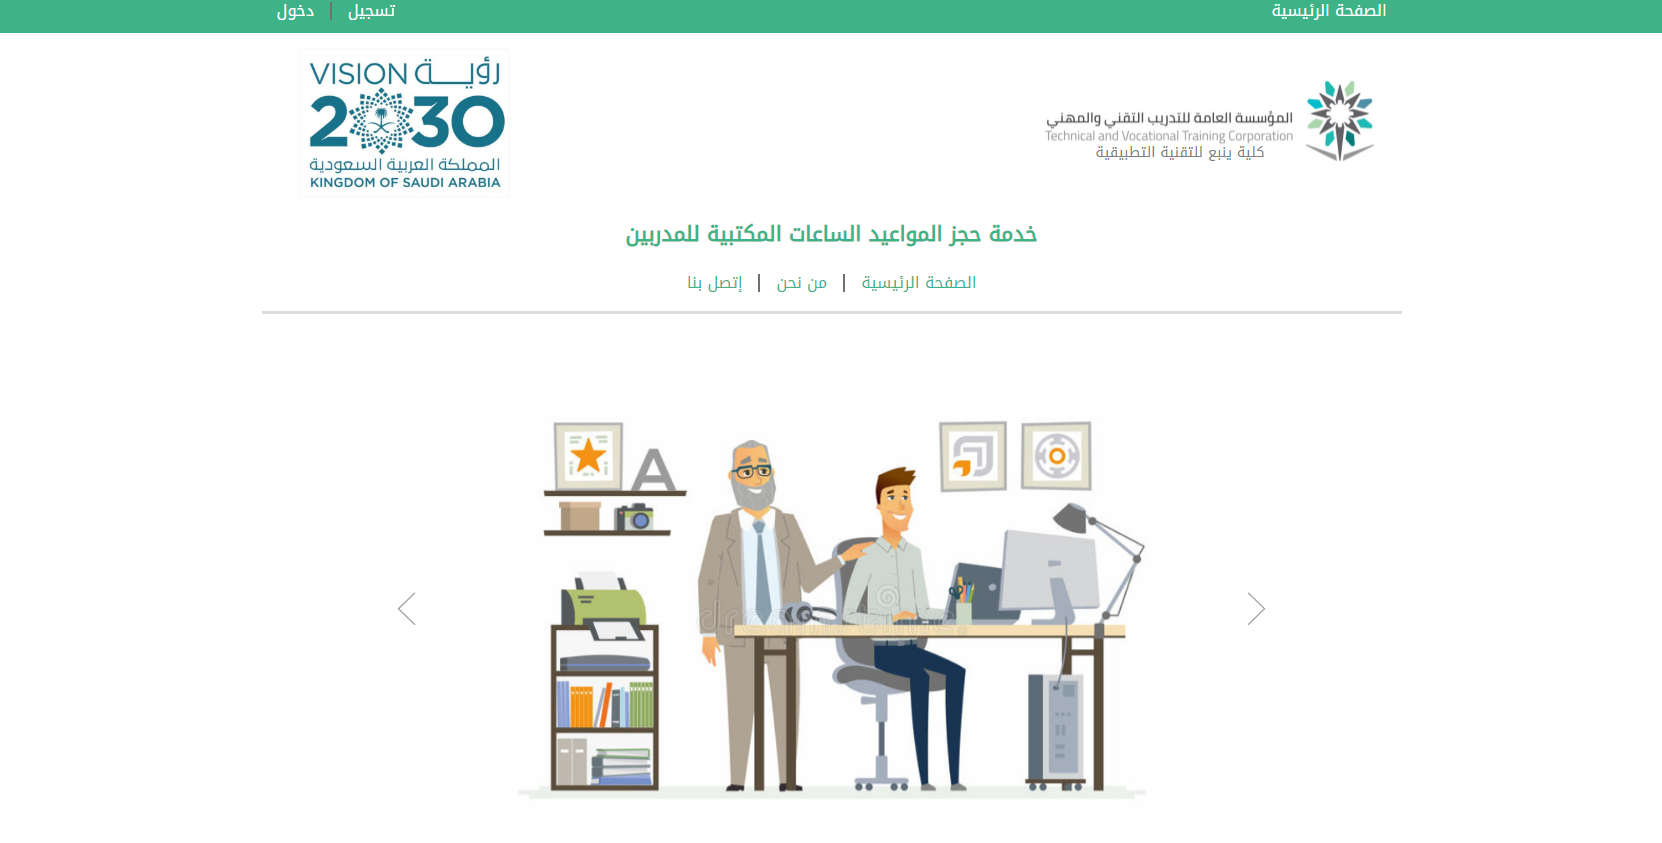 الصفحة الرئيسية
تسجيل | دخول
المؤسسة العامة للتدريب التقني والمهني
Technical and Vocational Training Corporation
كلية ينبع للتقنية التطبيقية
VISION رؤيــة
2030
المملكة العربية السعودية
KINGDOM OF SAUDI ARABIA
خدمة حجز المواعيد الساعات المكتبية للمدربين
الصفحة الرئيسية | من نحن | إتصل بنا
A